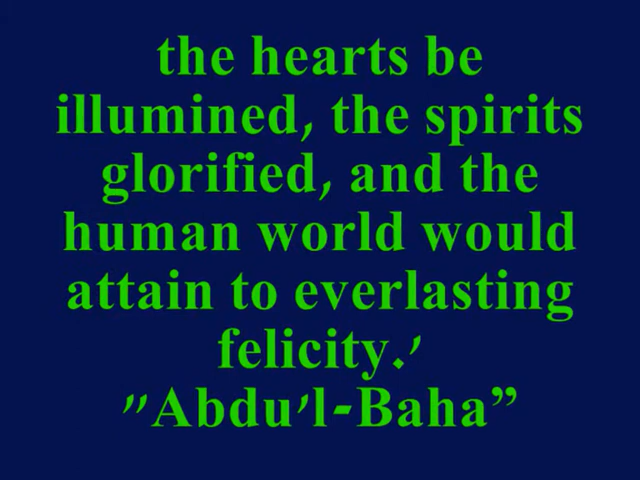 the hearts be
illumined, the spirits
glorified, and the
human world would
attain to everlasting
felicity.'
"Abdu'l-Baha”